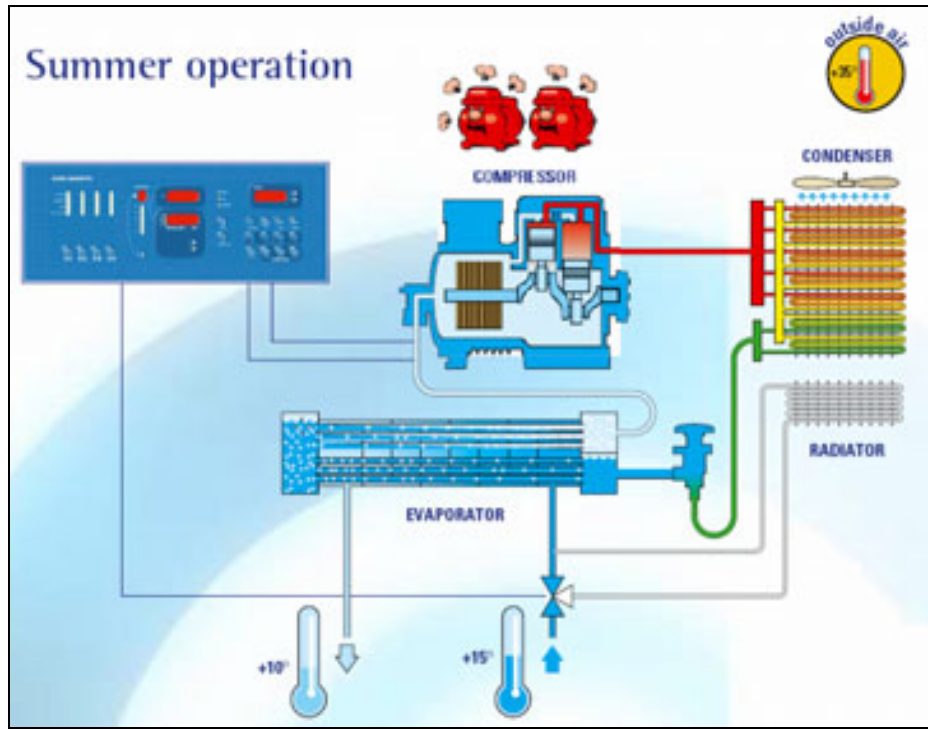 Summer operation
outside air
+35°
COMPRESSOR
CONDENSER
RADIATOR
EVAPORATOR
+10°
+15°